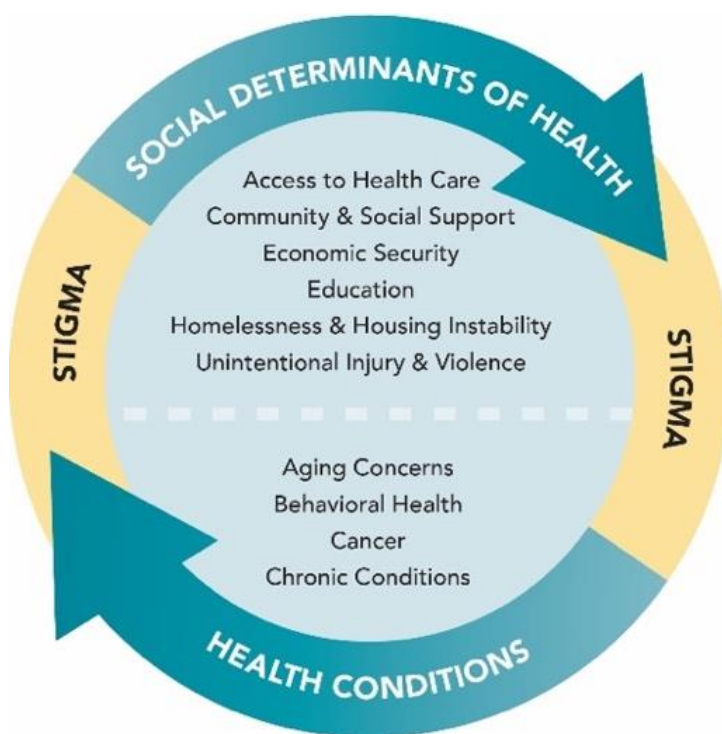 SOCIAL DETERMINANTS OF HEALTH
Access to Health Care
Community & Social Support
Economic Security
Education
Homelessness & Housing Instability
Unintentional Injury & Violence
STIGMA
STIGMA
Aging Concerns
Behavioral Health
Cancer
Chronic Conditions
HEALTH CONDITIONS